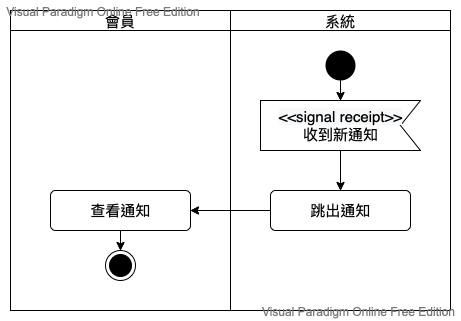 Visual Paradigm Online Free Edition
會員
系統
<<signal receipt>>
收到新通知
查看通知
跳出通知
Visual Paradigm Online Free Edition